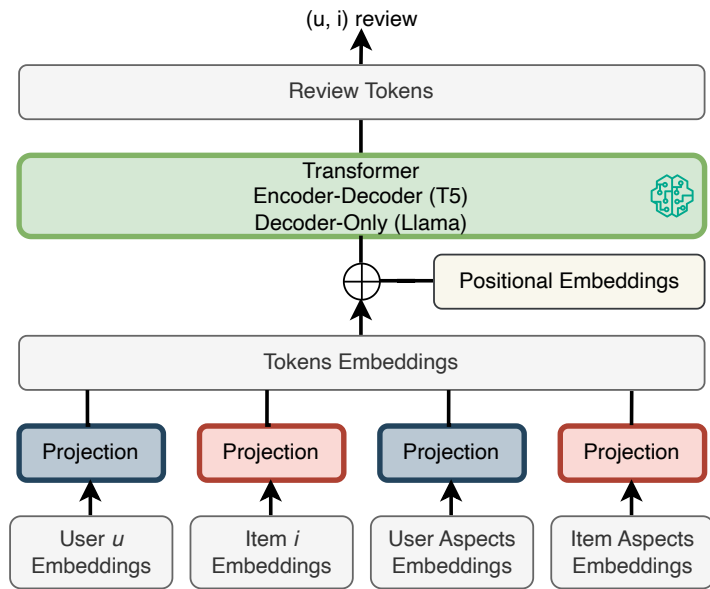 (u, i) review
Review Tokens
Transformer
Encoder-Decoder (T5)
Decoder-Only (Llama)
Positional Embeddings
Tokens Embeddings
Projection
Projection
Projection
Projection
User u
Embeddings
Item i
Embeddings
User Aspects
Embeddings
Item Aspects
Embeddings